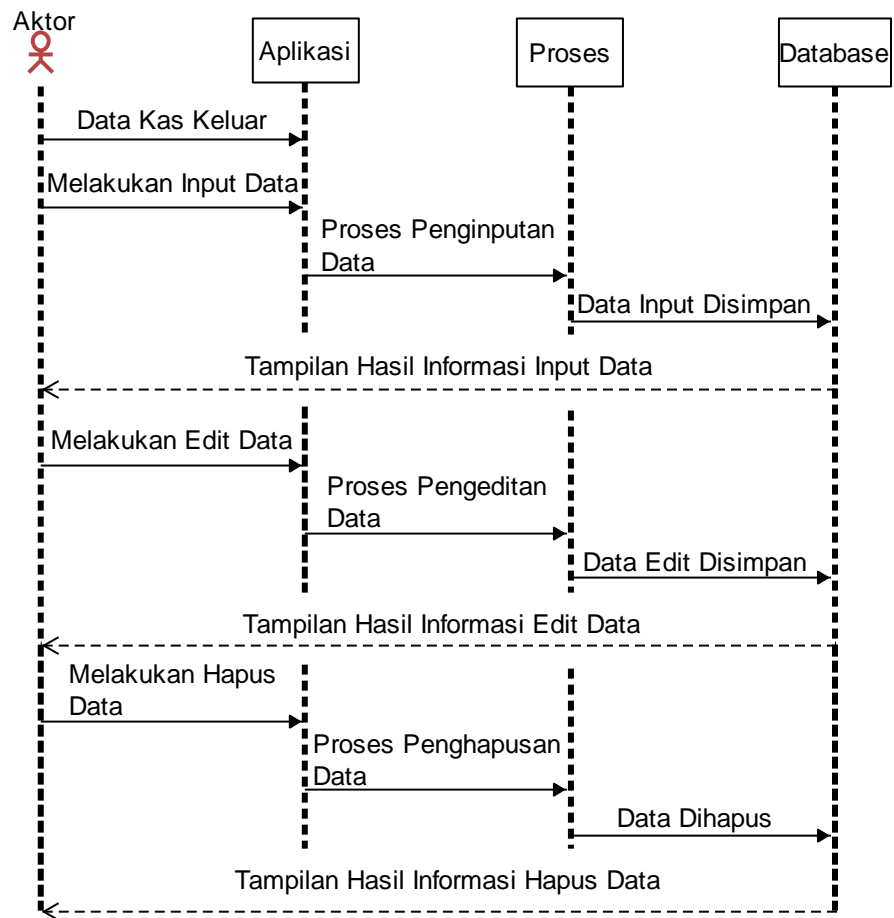 Aktor
Aplikasi
Proses
Database
Data Kas Keluar
Melakukan Input Data
Proses Penginputan
Data
Data Input Disimpan
Tampilan Hasil Informasi Input Data
Melakukan Edit Data
Proses Pengeditan
Data
Data Edit Disimpan
Tampilan Hasil Informasi Edit Data
Melakukan Hapus
Data
Proses Penghapusan
Data
Data Dihapus
Tampilan Hasil Informasi Hapus Data